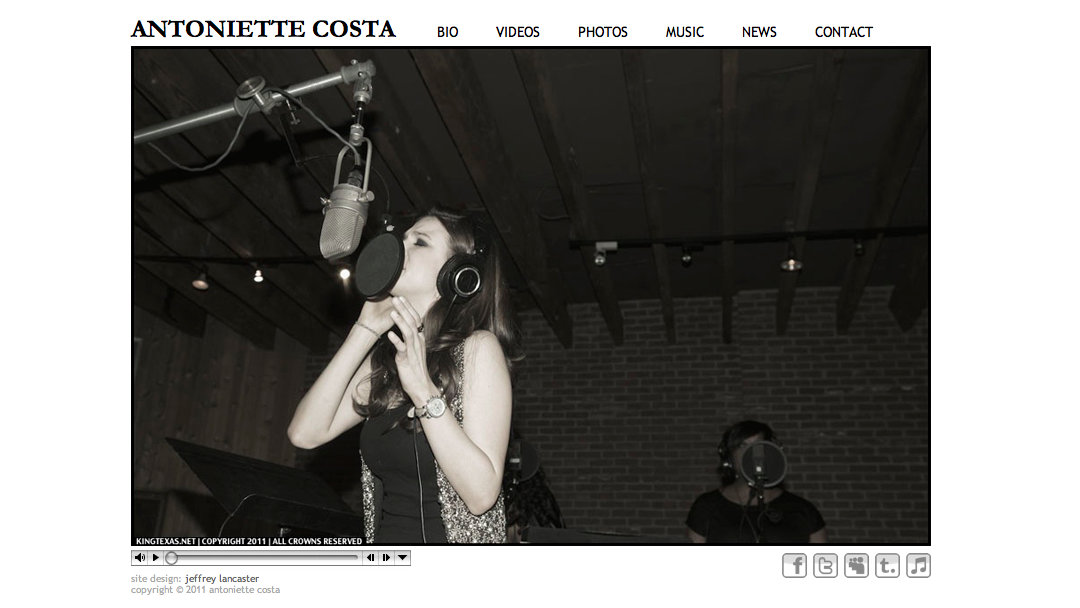 ANTONIETTE COSTA
BIO VIDEOS PHOTOS MUSIC NEWS CONTACT
KINGTEXAS.NET | COPYRIGHT 2011 | ALL CROWNS RESERVED
site design: jeffrey lancaster
copyright © 2011 antoniette costa